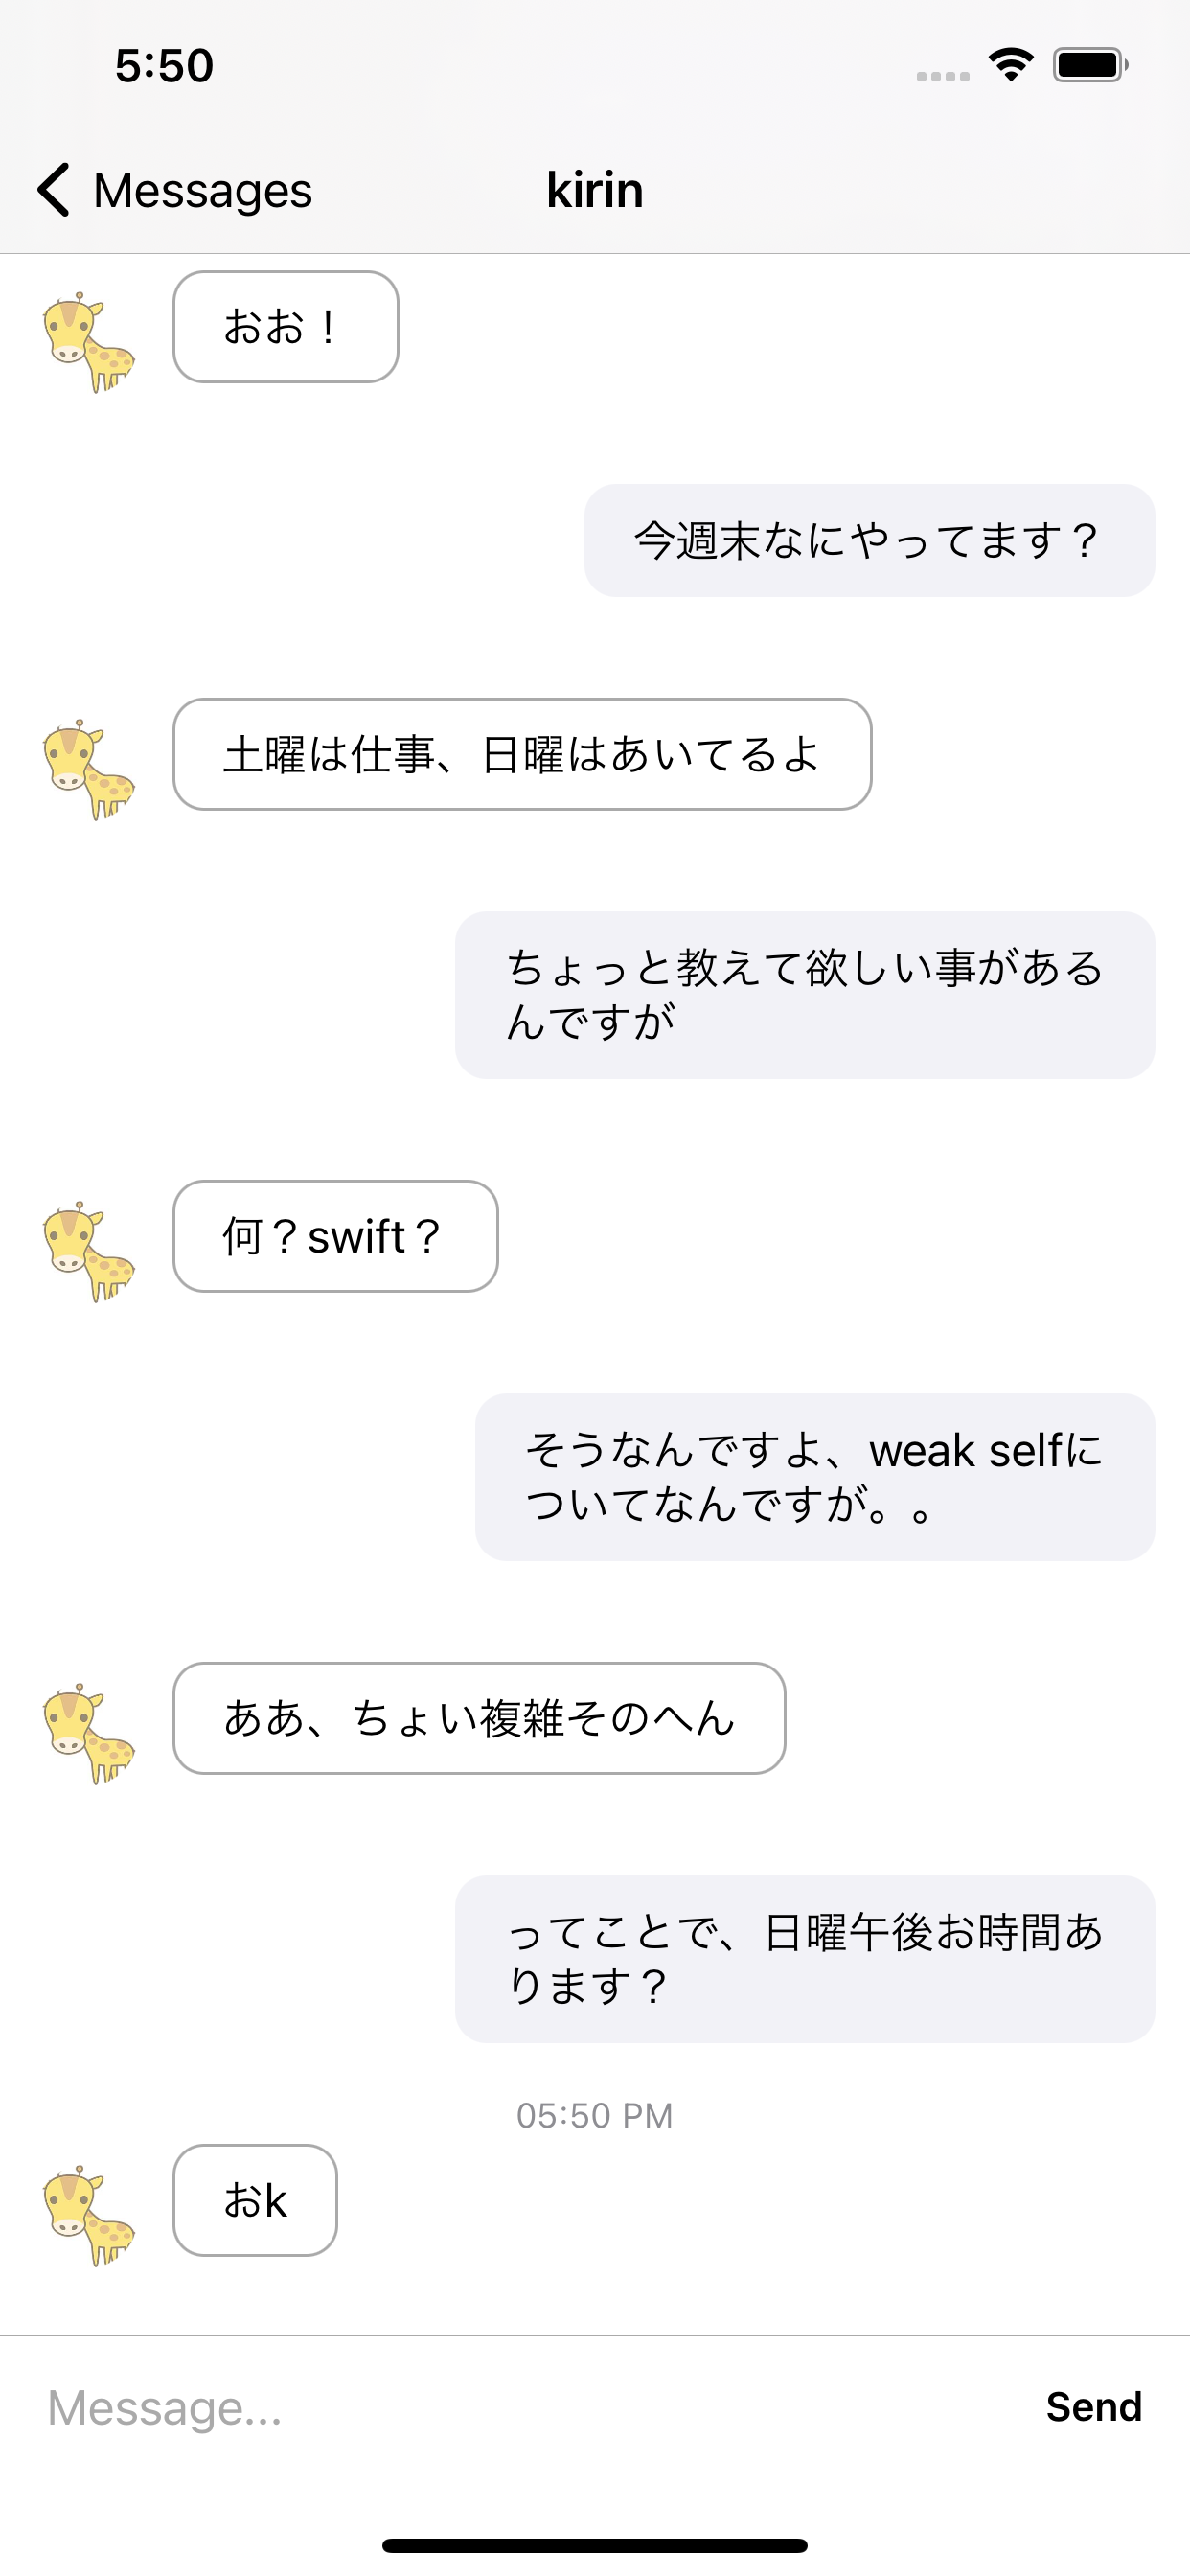 5:50
Messages
kirin
おお！
今週末なにやってます？
土曜は仕事、日曜はあいてるよ
ちょっと教えて欲しい事がある
んですが
何？swift？
そうなんですよ、weak selfに
ついてなんですが。。
ああ、ちょい複雑そのへん
ってことで、日曜午後お時間あ
ります？
05:50 PM
おk
Message...
Send